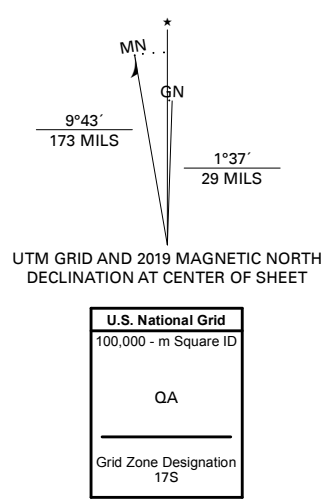 MN
GN
9°43´
173 MILS
1°37´
29 MILS
UTM GRID AND 2019 MAGNETIC NORTH
DECLINATION AT CENTER OF SHEET
U.S. National Grid
100,000 - m Square ID
QA
Grid Zone Designation
17S